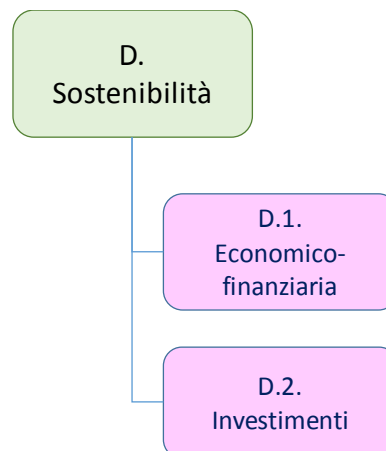 D.
Sostenibilità
D.1.
Economico-
finanziaria
D.2.
Investimenti